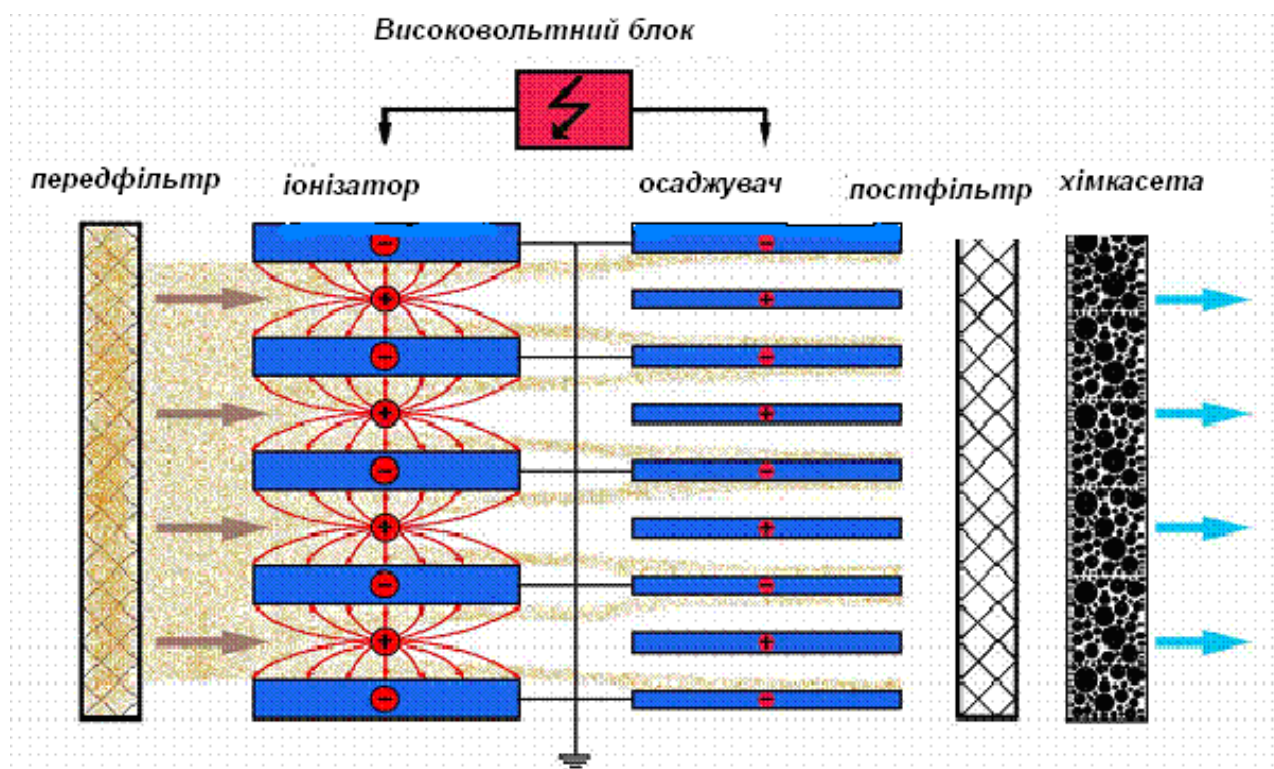 Високовольтний блок
передфільтр
іонізатор
осаджувач
постфільтр
хімкасета